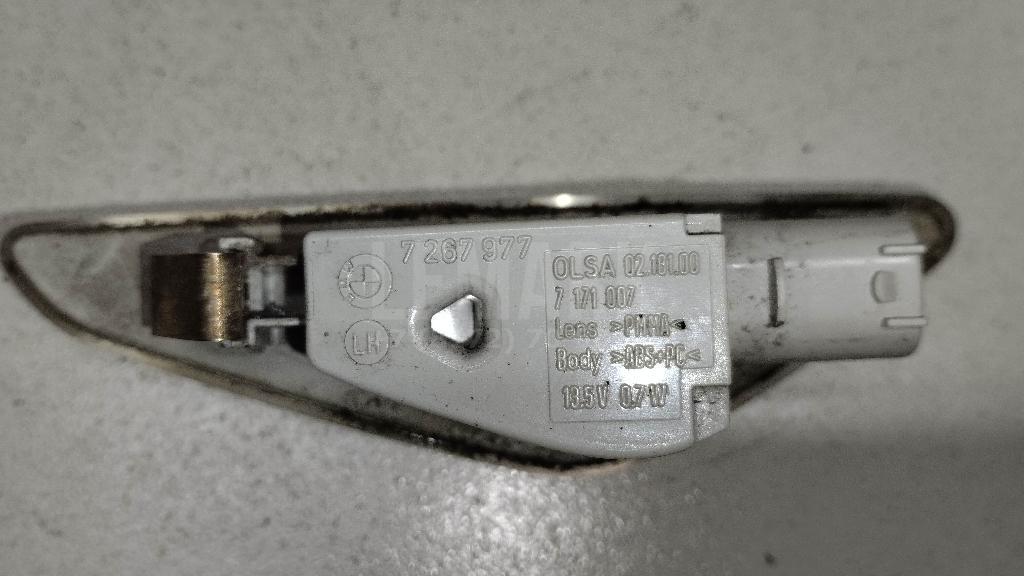 7 267 977
BMW
LH
OLSA 02.181.00
7 171 007
Lens >PMMA<
Body >ABS+PC<
13.5V 0.7W